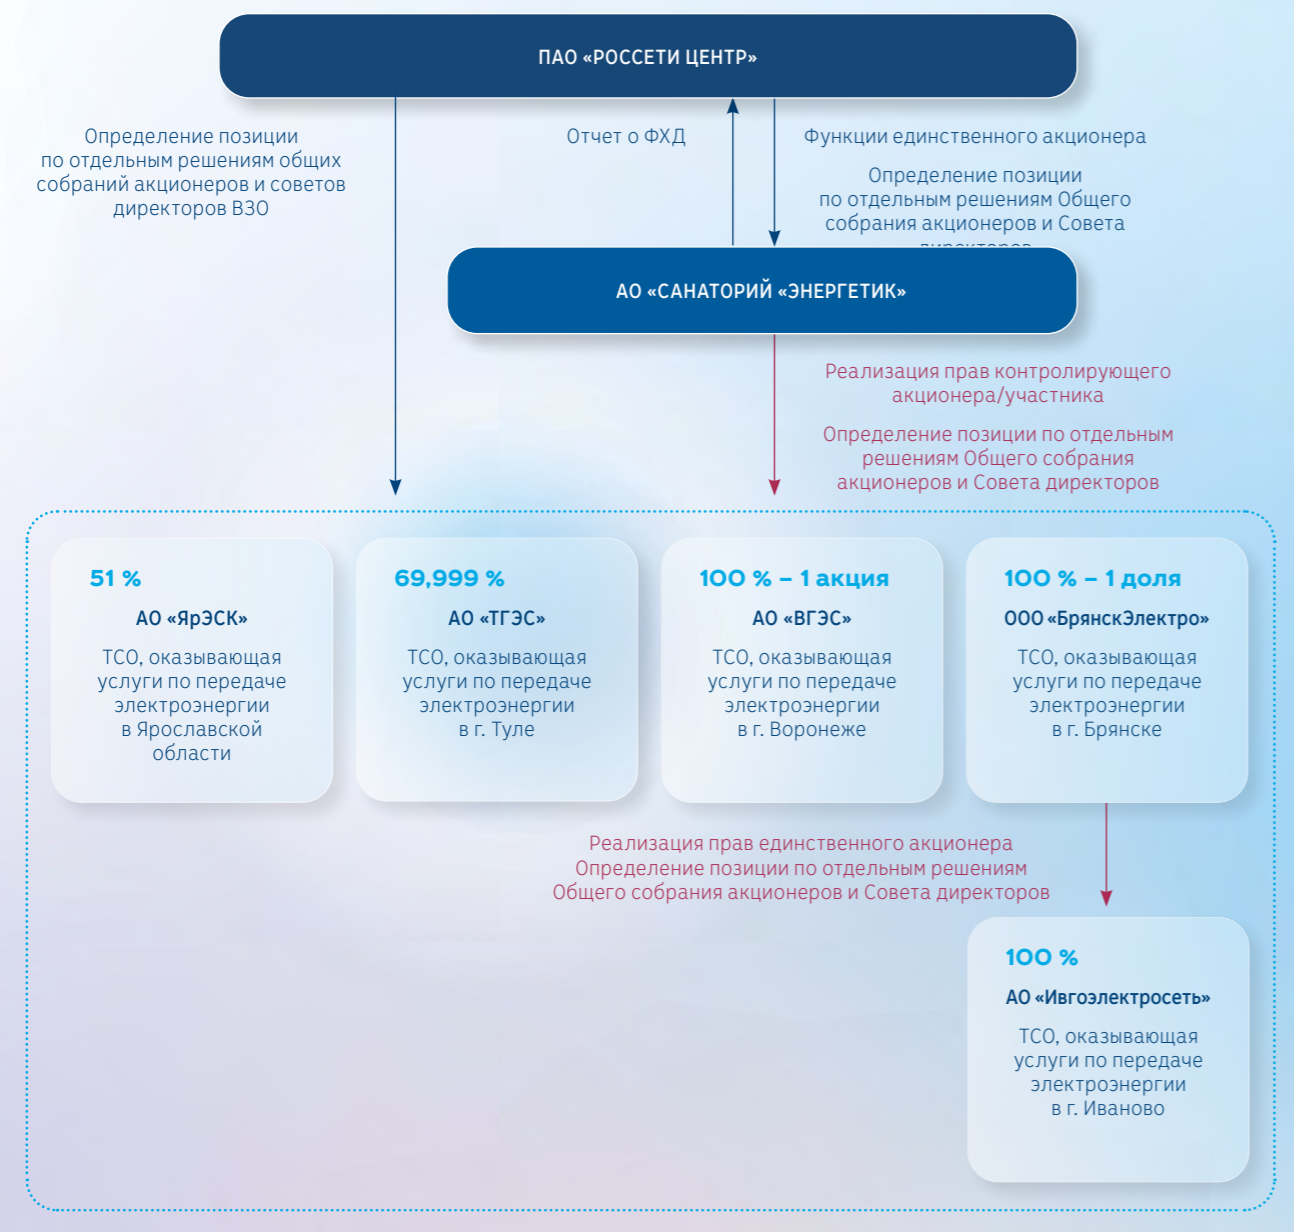 ПАО «РОССЕТИ ЦЕНТР»
Определение позиции
по отдельным решениям общих
собраний акционеров и советов
директоров ВЗО
Отчет о ФХД
Функции единственного акционера
Определение позиции
по отдельным решениям Общего
собрания акционеров и Совета
директоров
АО «САНАТОРИЙ «ЭНЕРГЕТИК»
Реализация прав контролирующего
акционера/участника
Определение позиции по отдельным
решениям Общего собрания
акционеров и Совета директоров
51 %
АО «ЯрЭСК»
ТСО, оказывающая
услуги по передаче
электроэнергии
в Ярославской
области
69,999 %
АО «ТГЭС»
ТСО, оказывающая
услуги по передаче
электроэнергии
в г. Туле
100 % – 1 акция
АО «ВГЭС»
ТСО, оказывающая
услуги по передаче
электроэнергии
в г. Воронеже
100 % – 1 доля
ООО «БрянскЭлектро»
ТСО, оказывающая
услуги по передаче
электроэнергии
в г. Брянске
Реализация прав единственного акционера
Определение позиции по отдельным решениям
Общего собрания акционеров и Совета директоров
100 %
АО «Ивгоэлектросеть»
ТСО, оказывающая
услуги по передаче
электроэнергии
в г. Иваново